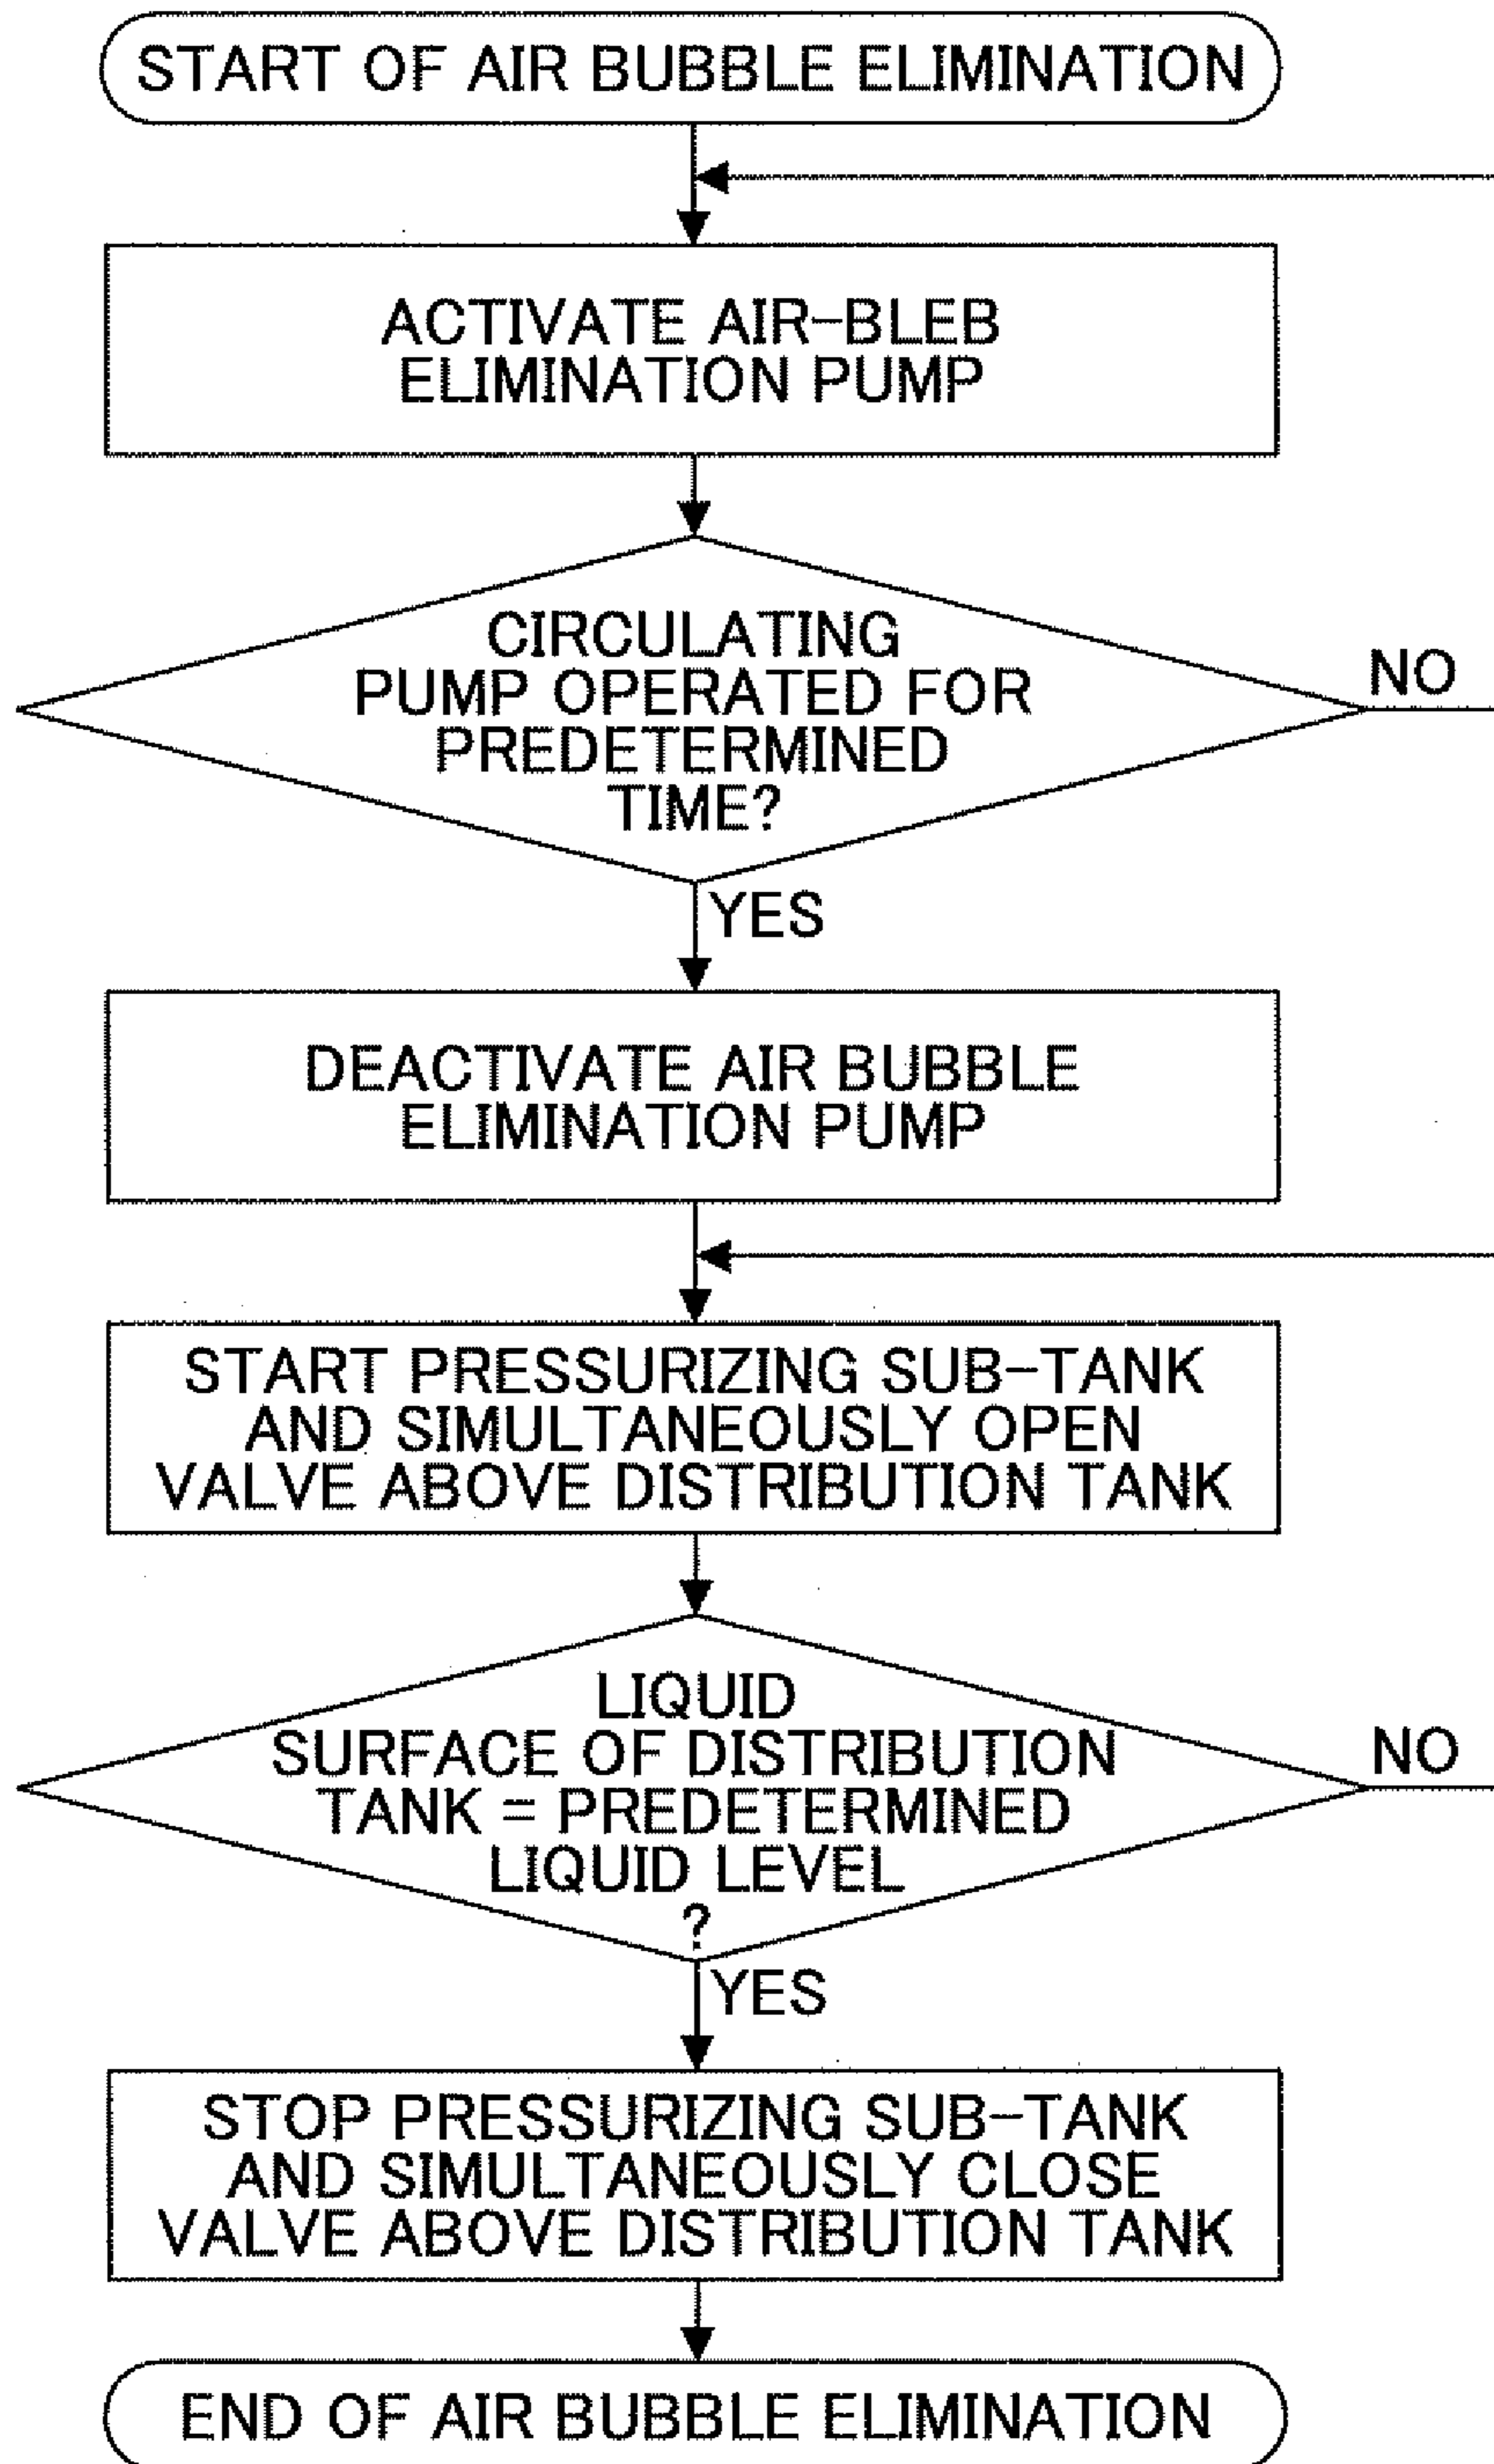 START OF AIR BUBBLE ELIMINATION
ACTIVATE AIR-BLEB
ELIMINATION PUMP
CIRCULATING
PUMP OPERATED FOR
PREDETERMINED
TIME?
NO
YES
DEACTIVATE AIR BUBBLE
ELIMINATION PUMP
START PRESSURIZING SUB-TANK
AND SIMULTANEOUSLY OPEN
VALVE ABOVE DISTRIBUTION TANK
LIQUID
SURFACE OF DISTRIBUTION
TANK = PREDETERMINED
LIQUID LEVEL
?
NO
YES
STOP PRESSURIZING SUB-TANK
AND SIMULTANEOUSLY CLOSE
VALVE ABOVE DISTRIBUTION TANK
END OF AIR BUBBLE ELIMINATION